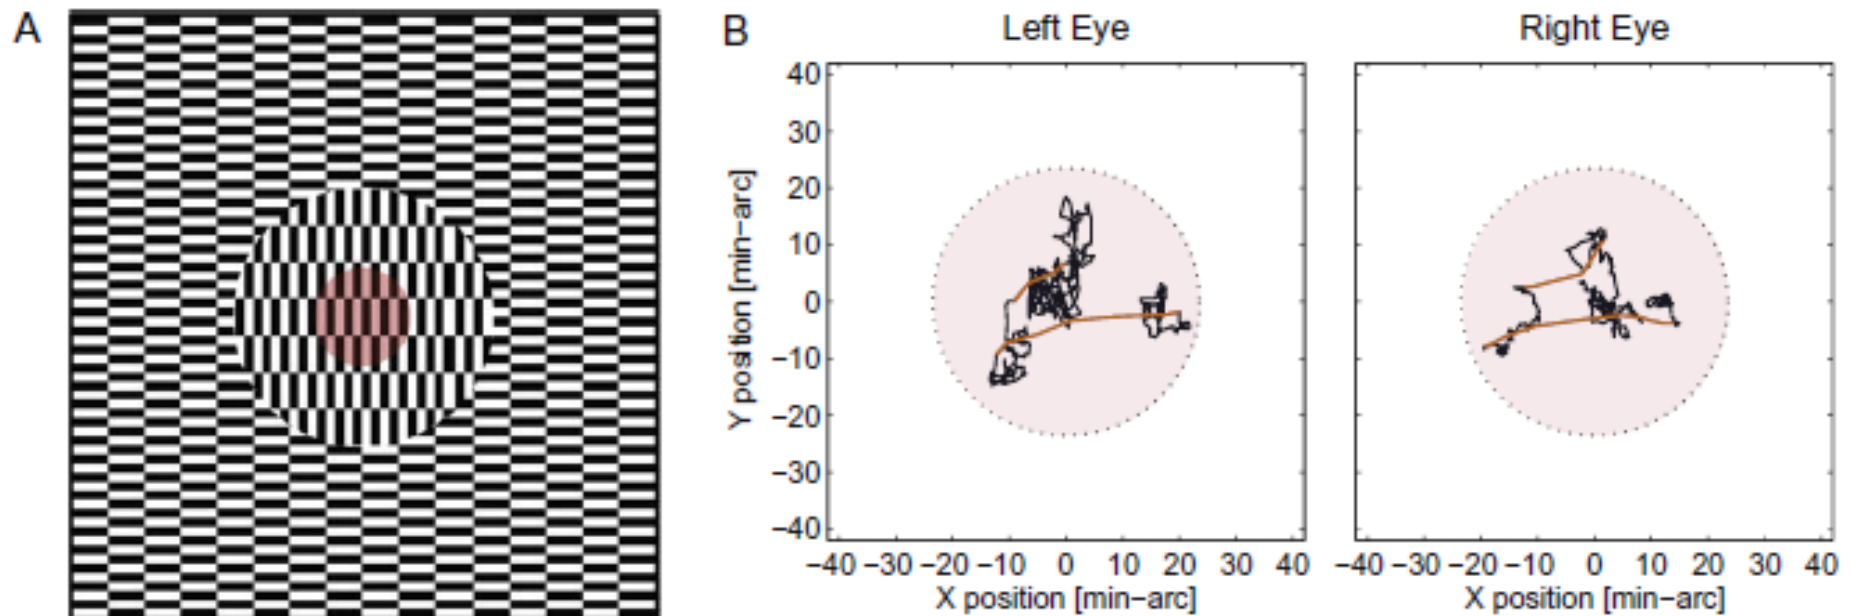 A
B
Left Eye
Right Eye
Y position [min−arc]
40
30
20
10
0
−10
−20
−30
−40
−40 −30 −20 −10 0 10 20 30 40
−40 −30 −20 −10 0 10 20 30 40
X position [min−arc]
X position [min−arc]